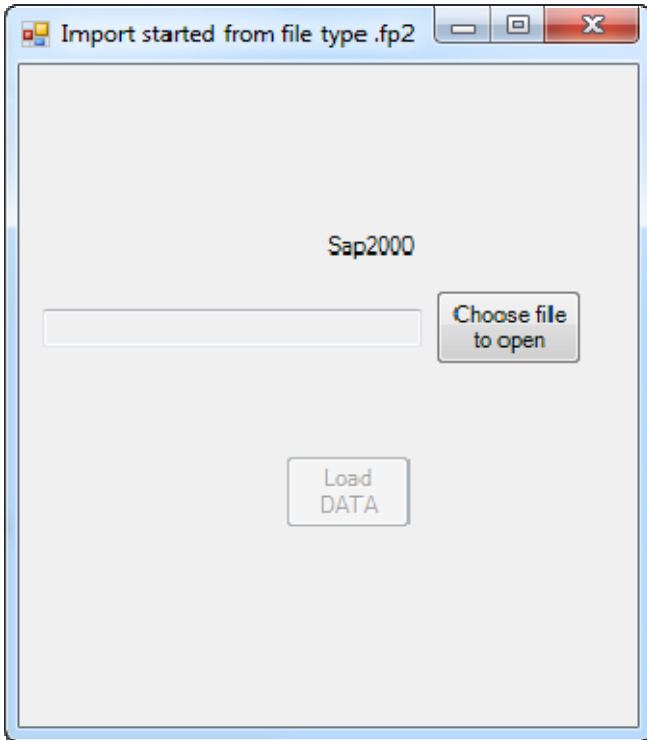 Import started from file type .fp2
Sap2000
Choose file
to open
Load
DATA